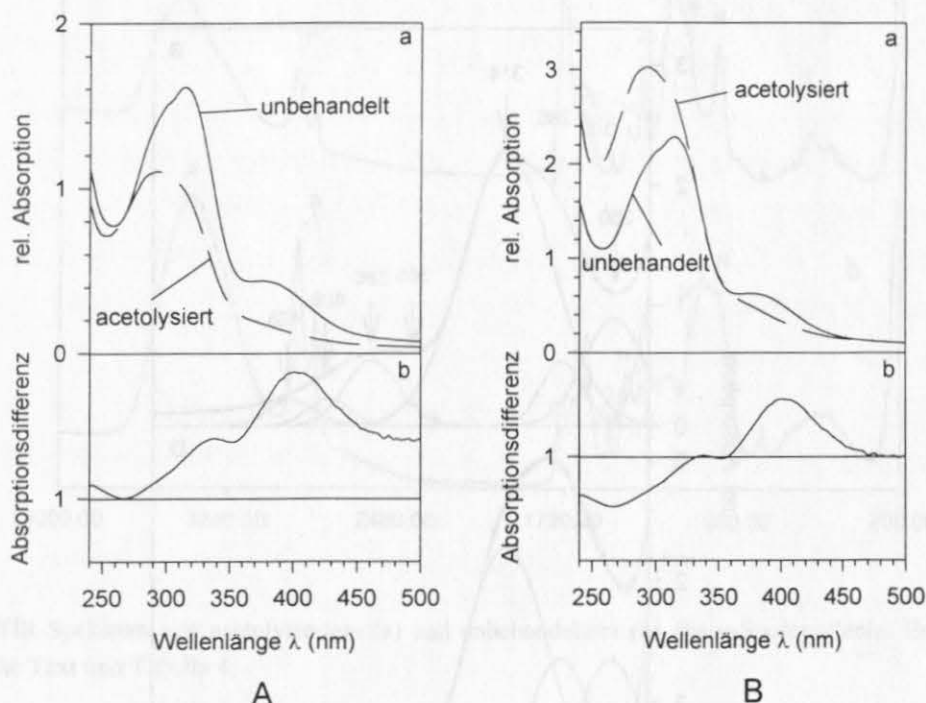 2
a
unbehandelt
rel. Absorption
1
acetolysiert
0
b
Absorptionsdifferenz
1
250 300 350 400 450 500
Wellenlänge λ (nm)
A
a
3
acetolysiert
rel. Absorption
2
1
unbehandelt
0
b
Absorptionsdifferenz
1
250 300 350 400 450 500
Wellenlänge λ (nm)
B